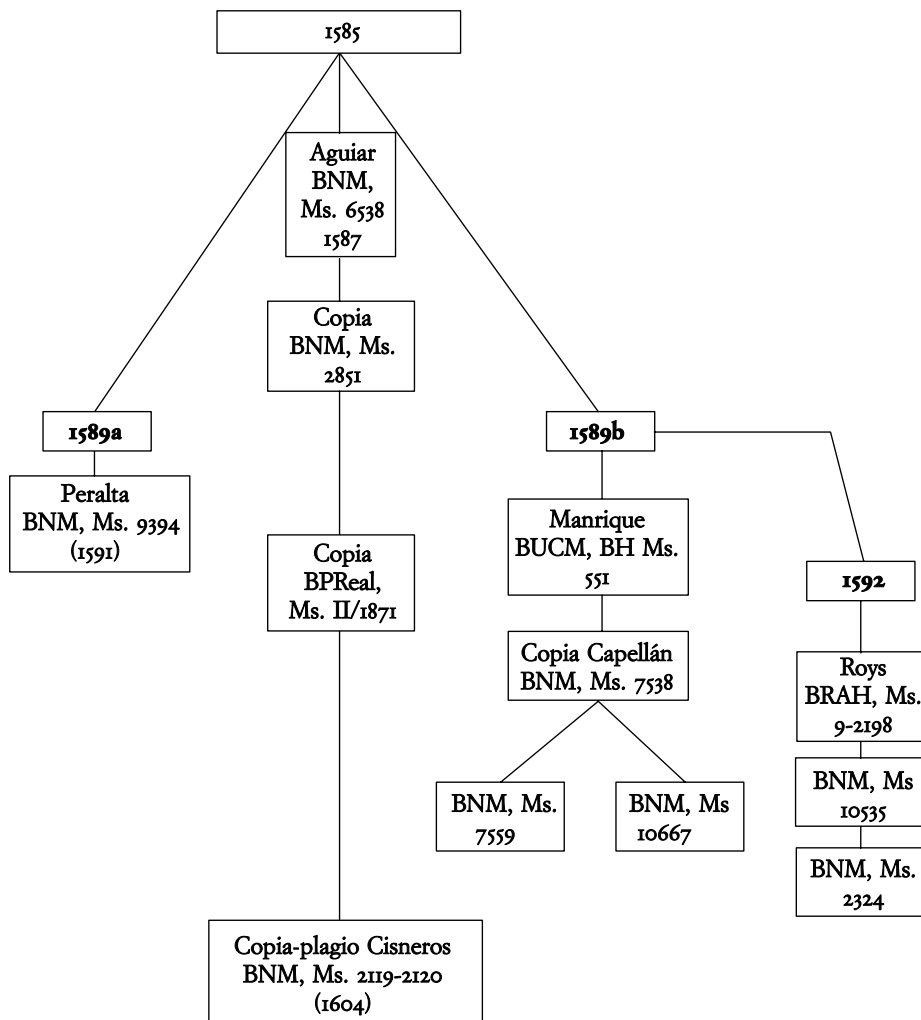 1585
Aguiar
BNM,
Ms. 6538
1587
Copia
BNM, Ms.
2851
1589a
Peralta
BNM, Ms. 9394
(1591)
Copia
BPReal,
Ms. II/1871
Copia-plagio Cisneros
BNM, Ms. 2119-2120
(1604)
1589b
Manrique
BUCM, BH Ms.
551
Copia Capellán
BNM, Ms. 7538
BNM, Ms.
7559
BNM, Ms
10667
1592
Roys
BRAH, Ms.
9-2198
BNM, Ms
10535
BNM, Ms.
2324